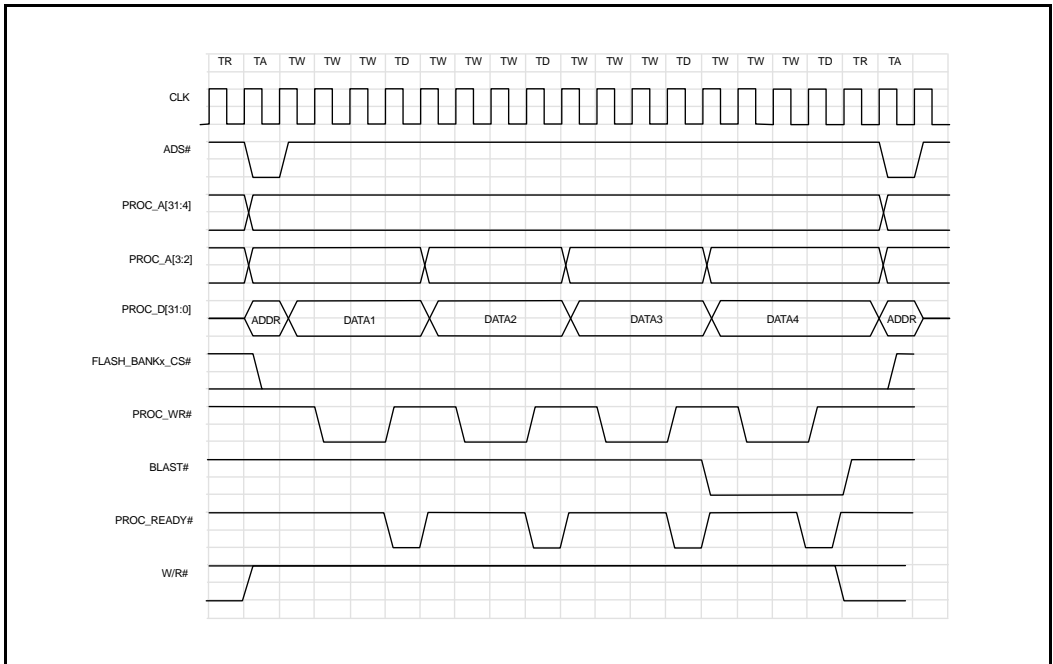 TR TA TW TW TW TD TW TW TW TD TW TW TW TD TW TW TW TD TR TA
CLK
ADS#
PROC_A[31:4]
PROC_A[3:2]
PROC_D[31:0]
ADDR DATA1 DATA2 DATA3 DATA4 ADDR
FLASH_BANKx_CS#
PROC_WR#
BLAST#
PROC_READY#
W/R#